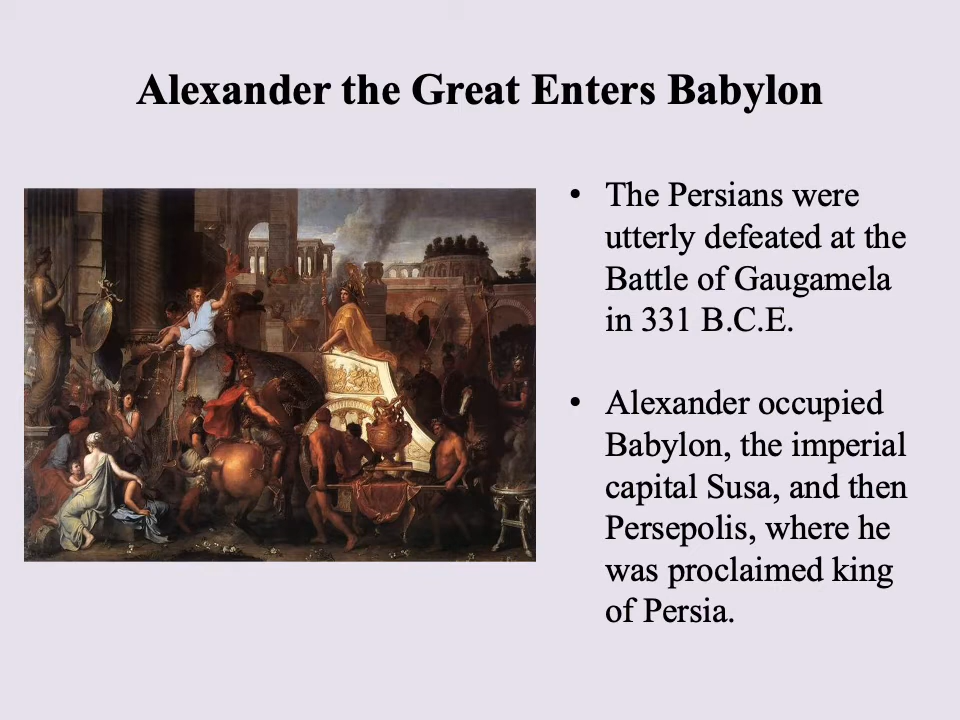 Alexander the Great Enters Babylon
• The Persians were
utterly defeated at the
Battle of Gaugamela
in 331 B.C.E.
• Alexander occupied
Babylon, the imperial
capital Susa, and then
Persepolis, where he
was proclaimed king
of Persia.